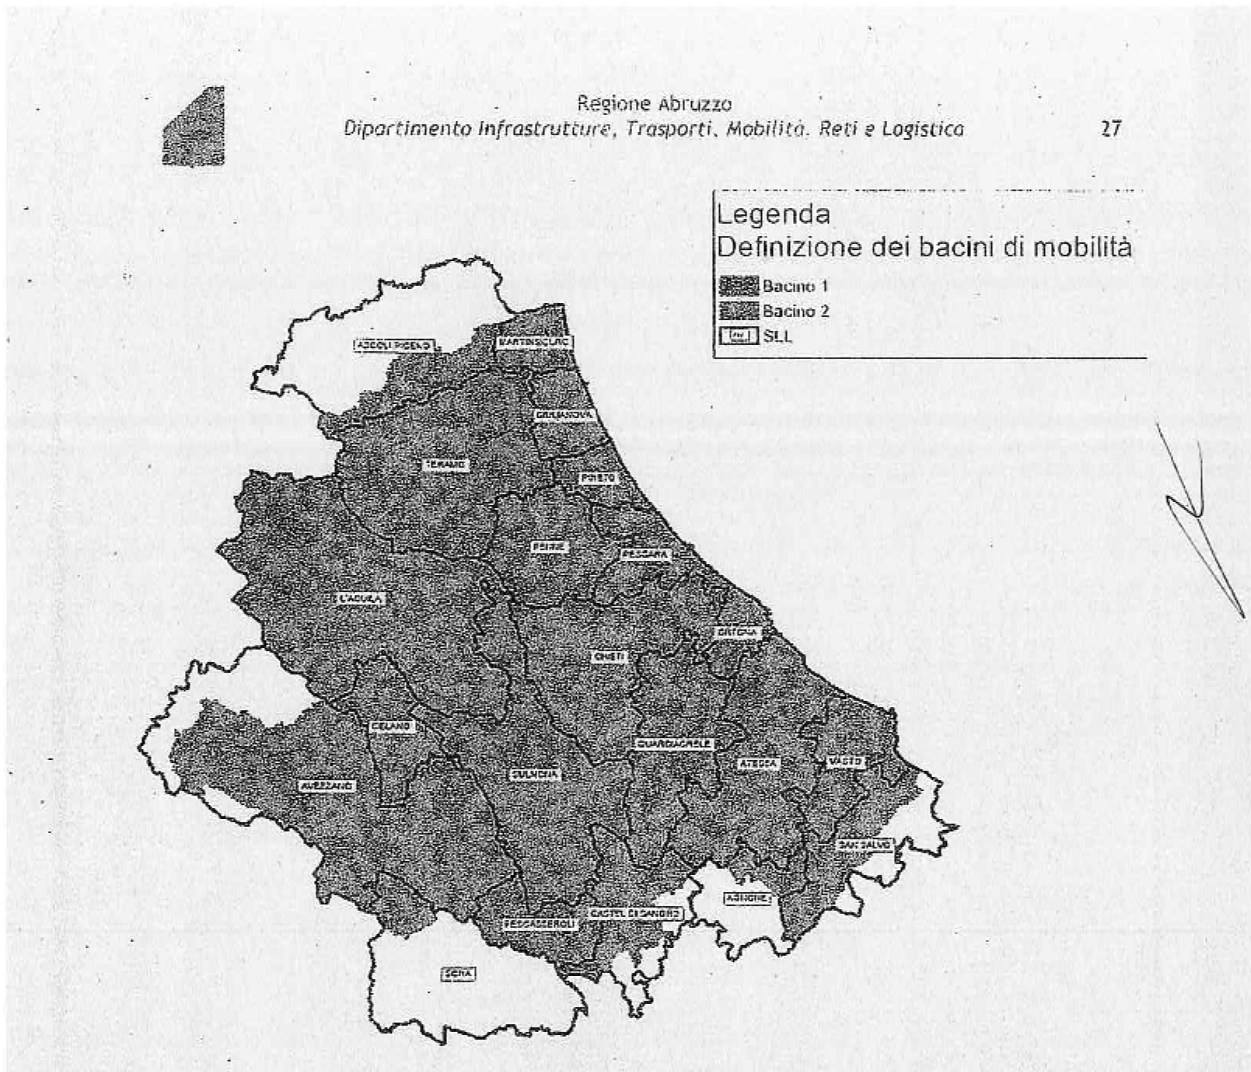 Regione Abruzzo
Dipartimento Infrastrutture, Trasporti, Mobilità, Reti e Logistica
27
Legenda
Definizione dei bacini di mobilità
Bacino 1
Bacino 2
SLL
ASCOLI PICENO
MARTINSICURO
GIULIANOVA
TERAMO
PINETO
PENNE
PESCARA
L'AQUILA
ORTONA
CHIETI
CELANO
GUARDIAGRELE
ATESSA
VASTO
SULMONA
AVEZZANO
SAN SALVO
AGNONE
CASTEL DI SANGRO
PESCASSEROLI
SORA